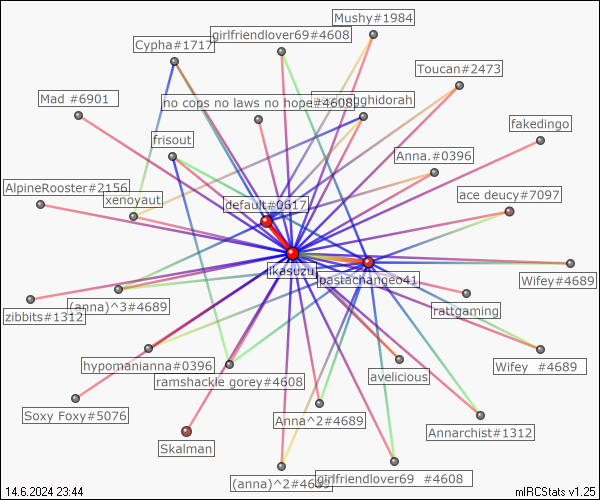 Mushy#1984
girlfriendlover69#4608
Cypha#1717
Toucan#2473
Mad #6901
no cops no laws no hope#4608
gghidorah
fakedingo
frisout
Anna.#0396
AlpineRooster#2156
ace deucy#7097
xenoyaut
default#0617
ikasuzu
pastachangeo41
Wifey#4689
rattgaming
(anna)^3#4689
zibbits#1312
hypomanianna#0396
Wifey #4689
ramshackle gorey#4608
avelicious
Soxy Foxy#5076
Anna^2#4689
Annarchist#1312
Skalman
(anna)^2#4689
girlfriendlover69 #4608
14.6.2024 23:44
mIRCStats v1.25